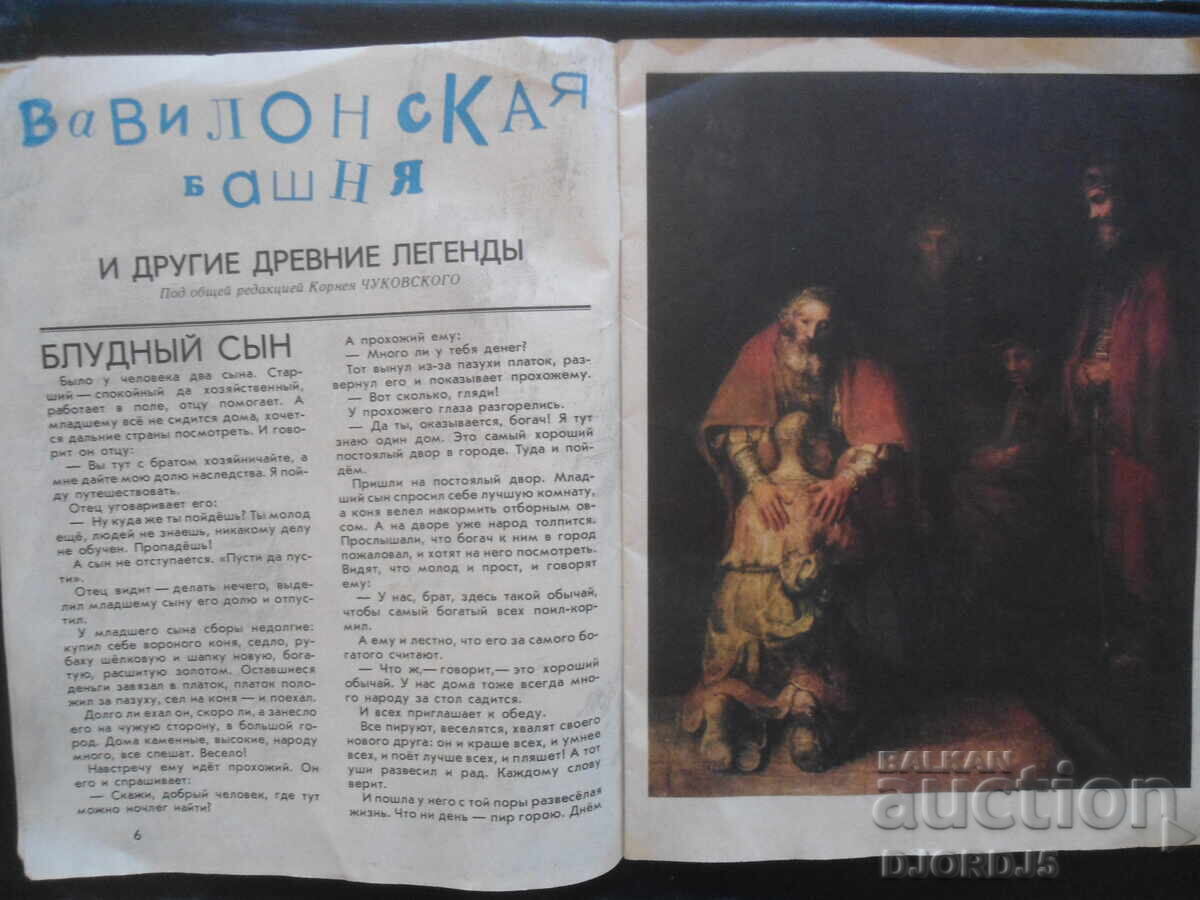 ВАВИЛОНСКАЯ
БАШНЯ
И ДРУГИЕ ДРЕВНИЕ ЛЕГЕНДЫ
Под общей редакцией Корнея ЧУКОВСКОГО
БЛУДНЫЙ СЫН
Было у человека два сына. Стар-
ший — спокойный да хозяйственный,
работает в поле, отцу помогает. А
младшему всё не сидится дома, хочет-
ся дальние страны посмотреть. И гово-
рит он отцу:
— Вы тут с братом хозяйничайте, а
мне дайте мою долю наследства. Я пой-
ду путешествовать.
Отец уговаривает его:
— Ну куда же ты пойдёшь? Ты молод
ещё, людей не знаешь, никакому делу
не обучен. Пропадёшь!
А сын не отступается. «Пусти да пус-
ти».
Отец видит — делать нечего, выде-
лил младшему сыну его долю и отпус-
тил.
У младшего сына сборы недолгие:
купил себе вороного коня, седло, ру-
баху шёлковую и шапку новую, бога-
тую, расшитую золотом. Оставшиеся
деньги завязал в платок, платок поло-
жил за пазуху, сел на коня — и поехал.
Долго ли ехал он, скоро ли, а занесло
его на чужую сторону, в большой го-
род. Дома каменные, высокие, народу
много, все спешат. Весело!
Навстречу ему идёт прохожий. Он
его и спрашивает:
— Скажи, добрый человек, где тут
можно ночлег найти?
6
А прохожий ему:
— Много ли у тебя денег?
Тот вынул из-за пазухи платок, раз-
вернул его и показывает прохожему.
— Вот сколько, гляди!
У прохожего глаза разгорелись.
— Да ты, оказывается, богач! Я тут
знаю один дом. Это самый хороший
постоялый двор в городе. Туда и пой-
дём.
Пришли на постоялый двор. Млад-
ший сын спросил себе лучшую комнату,
а коня велел накормить отборным ов-
сом. А на дворе уже народ толпится.
Прослышали, что богач к ним в город
пожаловал, и хотят на него посмотреть.
Видят, что молод и прост, и говорят
ему:
— У нас, брат, здесь такой обычай,
чтобы самый богатый всех поил-кор-
мил.
А ему и лестно, что его за самого бо-
гатого считают.
— Что ж,— говорит,— это хороший
обычай. У нас дома тоже всегда мно-
го народу за стол садится.
И всех приглашает к обеду.
Все пируют, веселятся, хвалят своего
нового друга: он и краше всех, и умнее
всех, и поёт лучше всех, и пляшет! А тот
уши развесил и рад. Каждому слову
верит.
И пошла у него с той поры развесёлая
жизнь. Что ни день — пир горою. Днём
BALKAN
auction
DJORDJ5